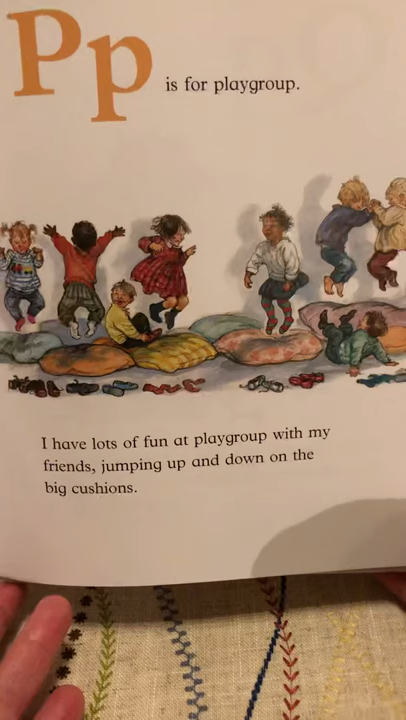 Pp is for playgroup.
I have lots of fun at playgroup with my
friends, jumping up and down on the
big cushions.